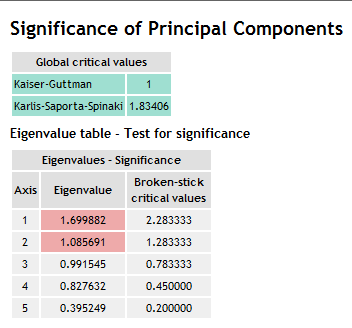 Significance of Principal Components
Global critical values
Kaiser-Guttman 1
Karlis-Saporta-Spinaki 1.83406
Eigenvalue table - Test for significance
Eigenvalues - Significance
Axis Eigenvalue Broken-stick
critical values
1 1.699882 2.283333
2 1.085691 1.283333
3 0.991545 0.783333
4 0.827632 0.450000
5 0.395249 0.200000